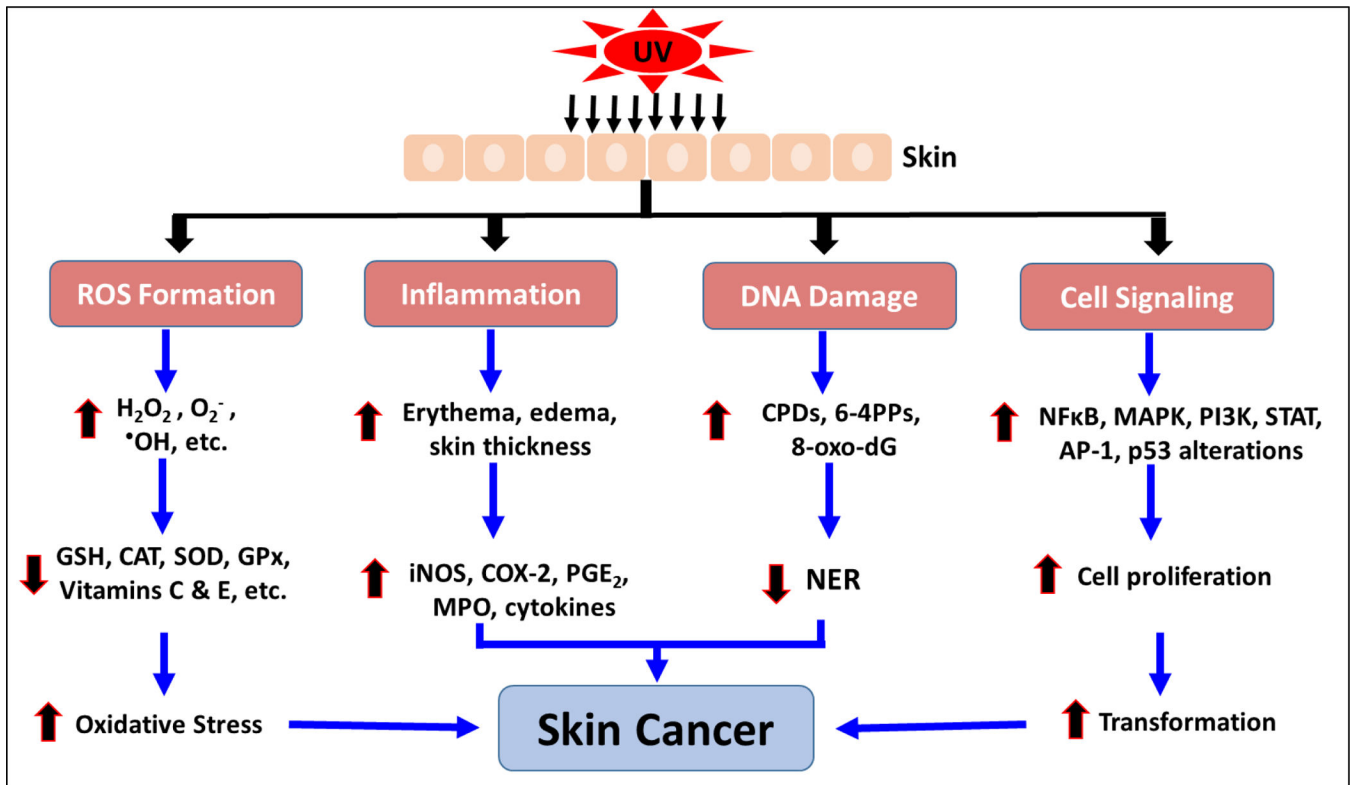 UV
Skin
ROS Formation
Inflammation
DNA Damage
Cell Signaling
H₂O₂ , O₂⁻ ,
•OH, etc.
Erythema, edema,
skin thickness
CPDs, 6-4PPs,
8-oxo-dG
NFκB, MAPK, PI3K, STAT,
AP-1, p53 alterations
GSH, CAT, SOD, GPx,
Vitamins C & E, etc.
iNOS, COX-2, PGE₂,
MPO, cytokines
NER
Cell proliferation
Oxidative Stress
Skin Cancer
Transformation